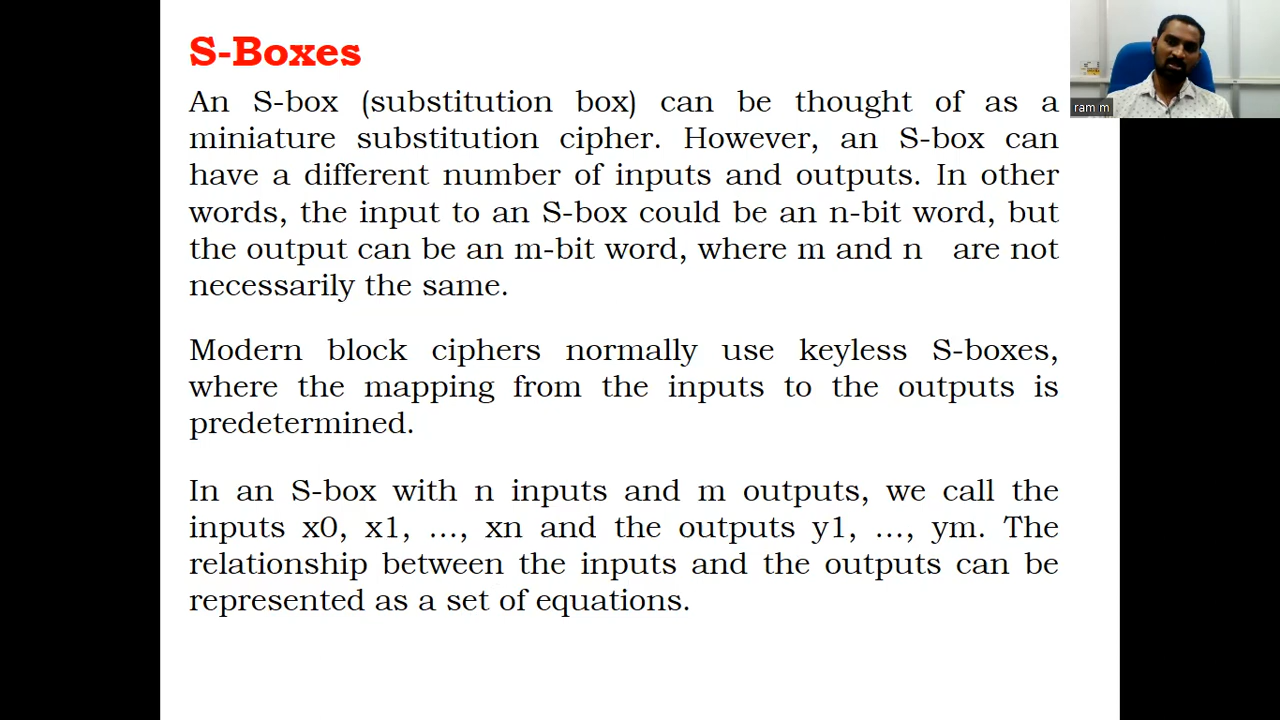 S-Boxes
An S-box (substitution box) can be thought of as a
miniature substitution cipher. However, an S-box can
have a different number of inputs and outputs. In other
words, the input to an S-box could be an n-bit word, but
the output can be an m-bit word, where m and n are not
necessarily the same.
Modern block ciphers normally use keyless S-boxes,
where the mapping from the inputs to the outputs is
predetermined.
In an S-box with n inputs and m outputs, we call the
inputs x0, x1, ..., xn and the outputs y1, ..., ym. The
relationship between the inputs and the outputs can be
represented as a set of equations.
ram m